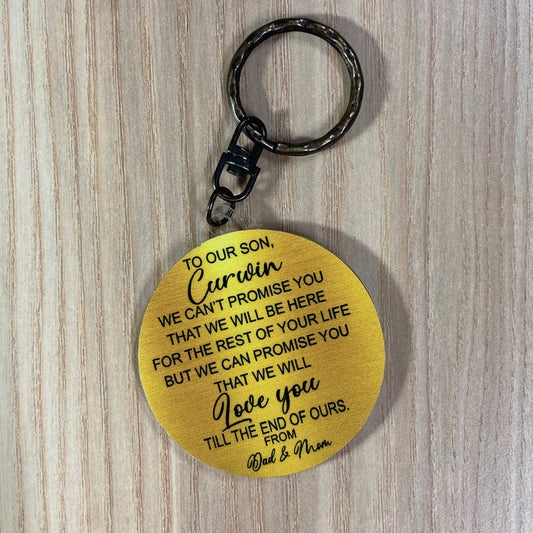 TO OUR SON,
Curwin
WE CAN'T PROMISE YOU
THAT WE WILL BE HERE
FOR THE REST OF YOUR LIFE
BUT WE CAN PROMISE YOU
THAT WE WILL
Love you
TILL THE END OF OURS.
FROM
Dad & Mom